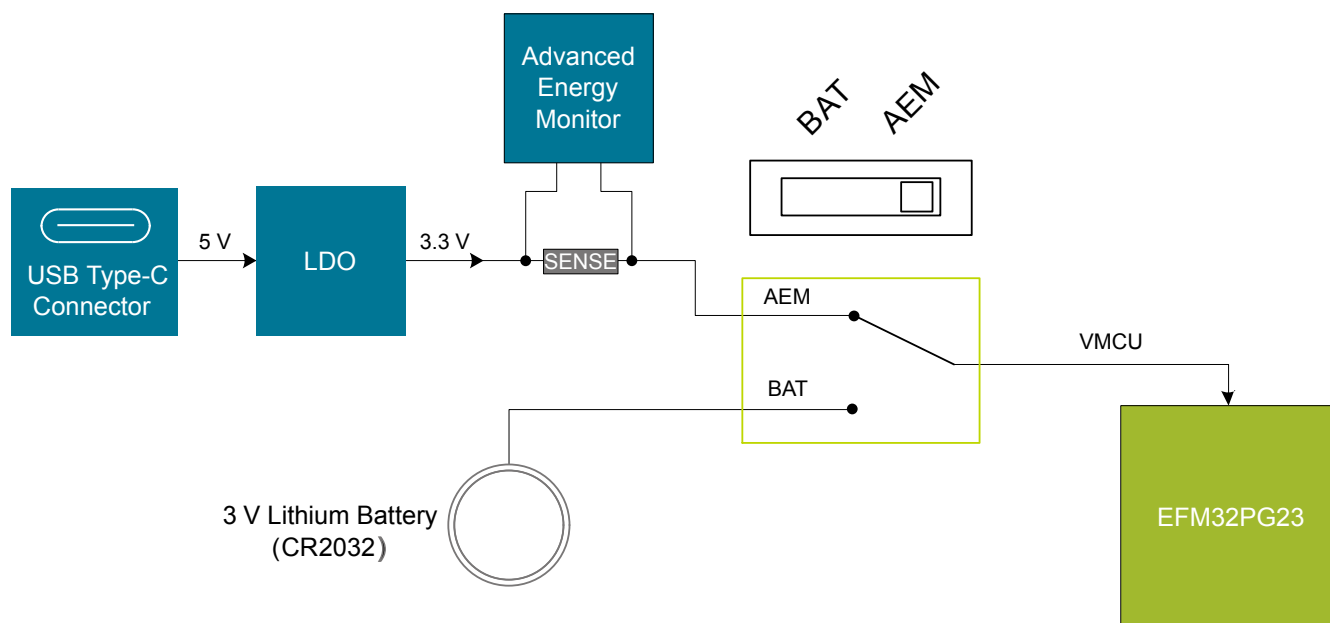 Advanced
Energy
Monitor
BAT
AEM
USB Type-C
Connector
5 V
LDO
3.3 V
SENSE
AEM
BAT
VMCU
3 V Lithium Battery
(CR2032)
EFM32PG23